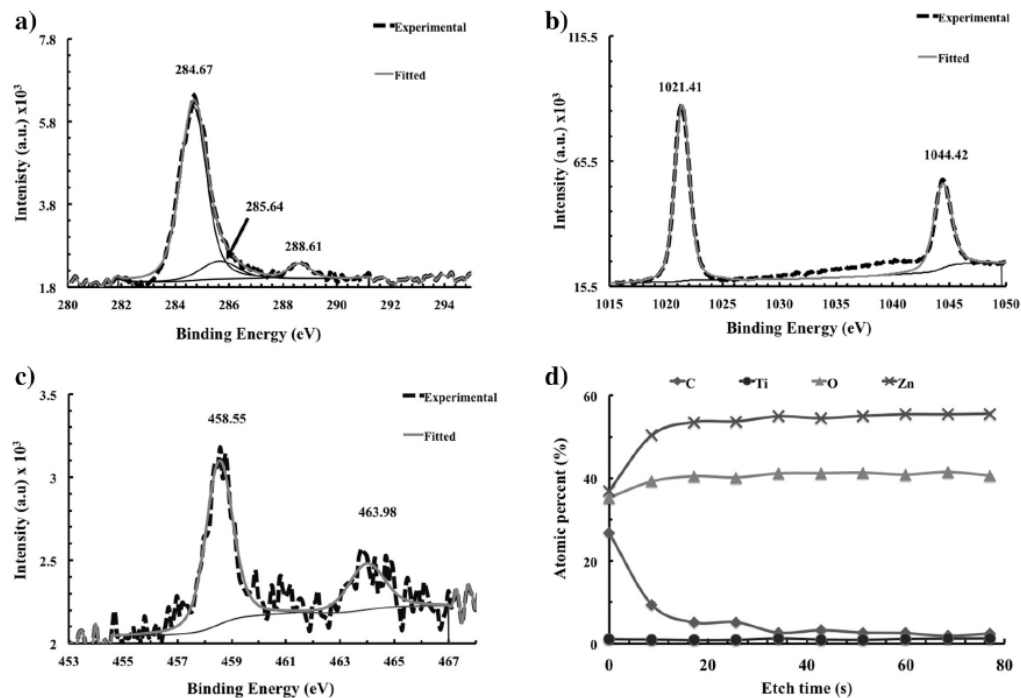 a)
Experimental
Fitted
7.8
5.8
3.8
1.8
284.67
285.64
288.61
Intenisty (a.u.) x10³
280 282 284 286 288 290 292 294
Binding Energy (eV)
b)
Experimental
Fitted
115.5
65.5
15.5
1021.41
1044.42
Intensity (a.u.) x10³
1015 1020 1025 1030 1035 1040 1045 1050
Binding Energy (eV)
c)
Experimental
Fitted
3.5
3
2.5
2
458.55
463.98
Intensity (a.u) x 10³
453 455 457 459 461 463 465 467
Binding Energy (eV)
d)
C Ti O Zn
60
40
20
0
Atomic percent (%)
0 20 40 60 80
Etch time (s)